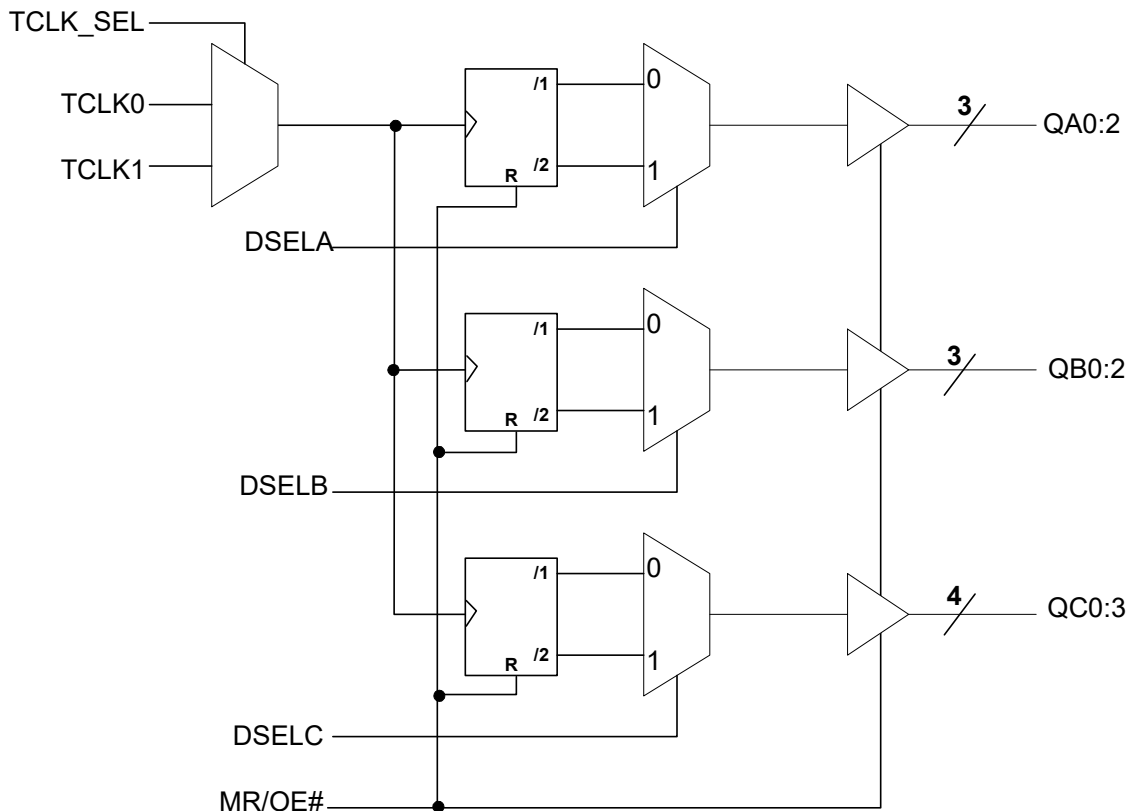 TCLK_SEL
TCLK0
TCLK1
/1
/2
R
0
1
3
QA0:2
DSELA
/1
/2
R
0
1
3
QB0:2
DSELB
/1
/2
R
0
1
4
QC0:3
DSELC
MR/OE#